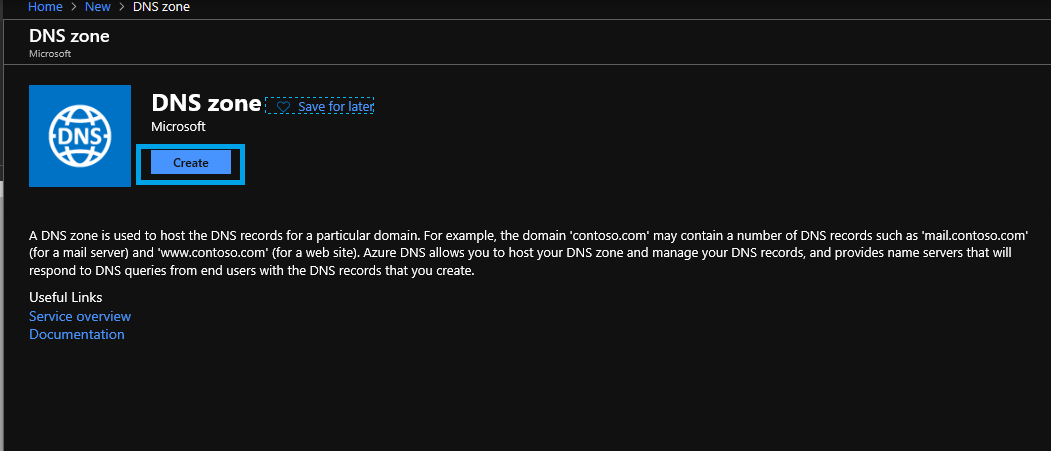 Home > New > DNS zone
DNS zone
Microsoft
DNS
DNS zone Save for later
Microsoft
Create
A DNS zone is used to host the DNS records for a particular domain. For example, the domain 'contoso.com' may contain a number of DNS records such as 'mail.contoso.com'
(for a mail server) and 'www.contoso.com' (for a web site). Azure DNS allows you to host your DNS zone and manage your DNS records, and provides name servers that will
respond to DNS queries from end users with the DNS records that you create.
Useful Links
Service overview
Documentation